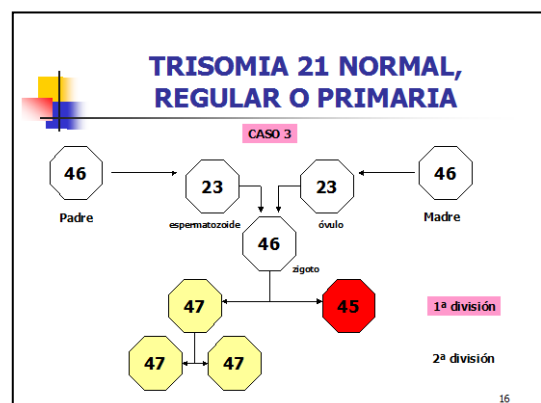 TRISOMIA 21 NORMAL,
REGULAR O PRIMARIA
CASO 3
46
23
23
46
Padre
espermatozoide
óvulo
Madre
46
zigoto
47
45
1ª división
47
47
2ª división
16